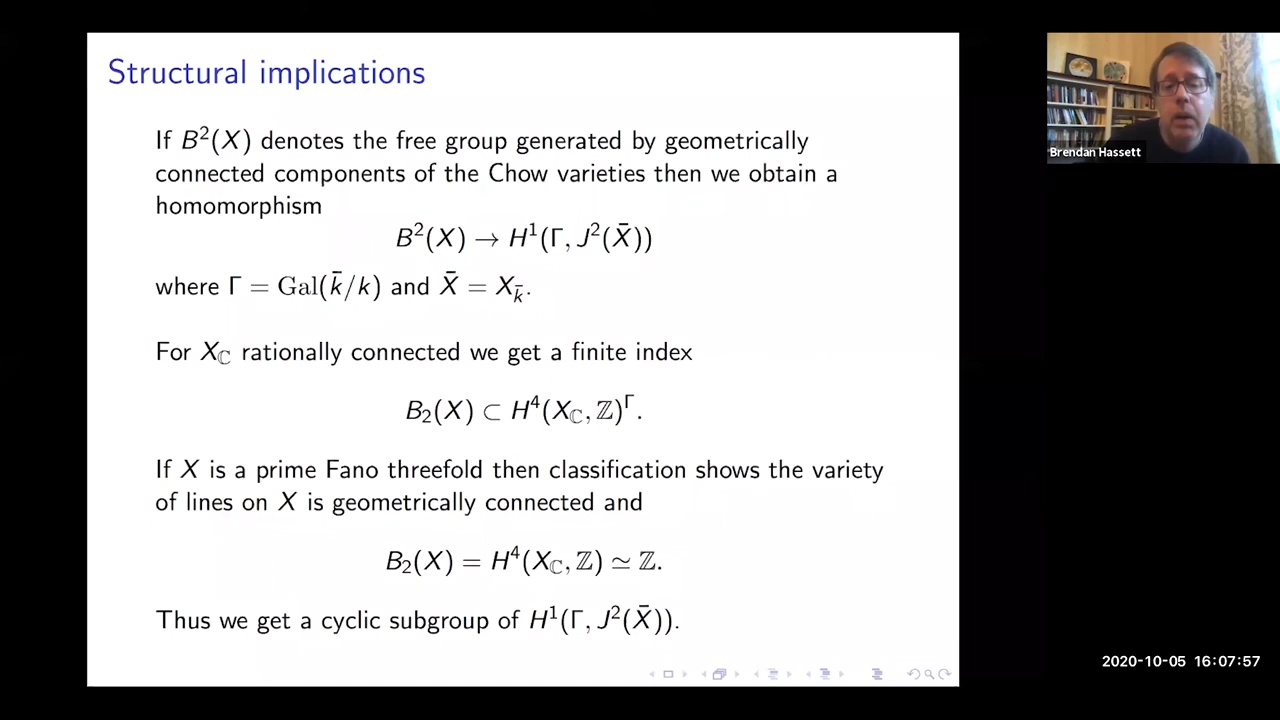 Structural implications
If B²(X) denotes the free group generated by geometrically
connected components of the Chow varieties then we obtain a
homomorphism
B²(X) → H¹(Γ, J²(X̄))
where Γ = Gal(k̄/k) and X̄ = X_k̄.
For X_ℂ rationally connected we get a finite index
B₂(X) ⊂ H⁴(X_ℂ, ℤ)^Γ.
If X is a prime Fano threefold then classification shows the variety
of lines on X is geometrically connected and
B₂(X) = H⁴(X_ℂ, ℤ) ≃ ℤ.
Thus we get a cyclic subgroup of H¹(Γ, J²(X̄)).
Brendan Hassett
2020-10-05 16:07:57